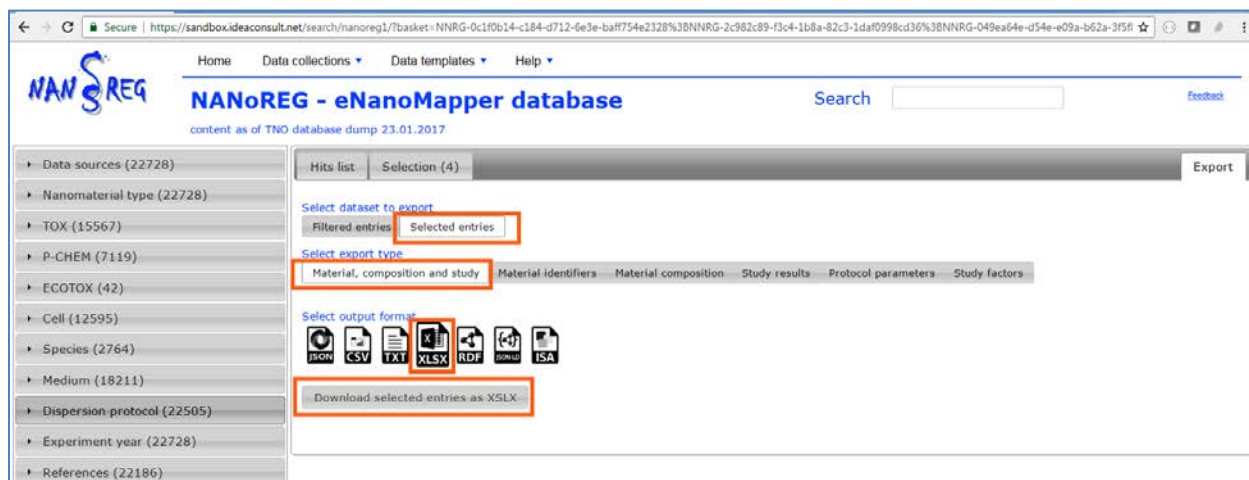 Secure | https://sandbox.ideaconsult.net/search/nanoreg1/?basket=NNRG-0c1f0b14-c184-d712-6e3e-baff754e2328%3BNNRG-2c982c89-f3c4-1b8a-82c3-1daf0998cd36%3BNNRG-049ea64e-d54e-e09a-b62a-3f5fl
NANoREG
Home Data collections Data templates Help
NANoREG - eNanoMapper database
Search
Feedback
content as of TNO database dump 23.01.2017
Data sources (22728)
Nanomaterial type (22728)
TOX (15567)
P-CHEM (7119)
ECOTOX (42)
Cell (12595)
Species (2764)
Medium (18211)
Dispersion protocol (22505)
Experiment year (22728)
References (22186)
Hits list Selection (4) Export
Select dataset to export
Filtered entries Selected entries
Select export type
Material, composition and study Material identifiers Material composition Study results Protocol parameters Study factors
Select output format
JSON CSV TXT XLSX RDF JSON-LD ISA
Download selected entries as XSLX